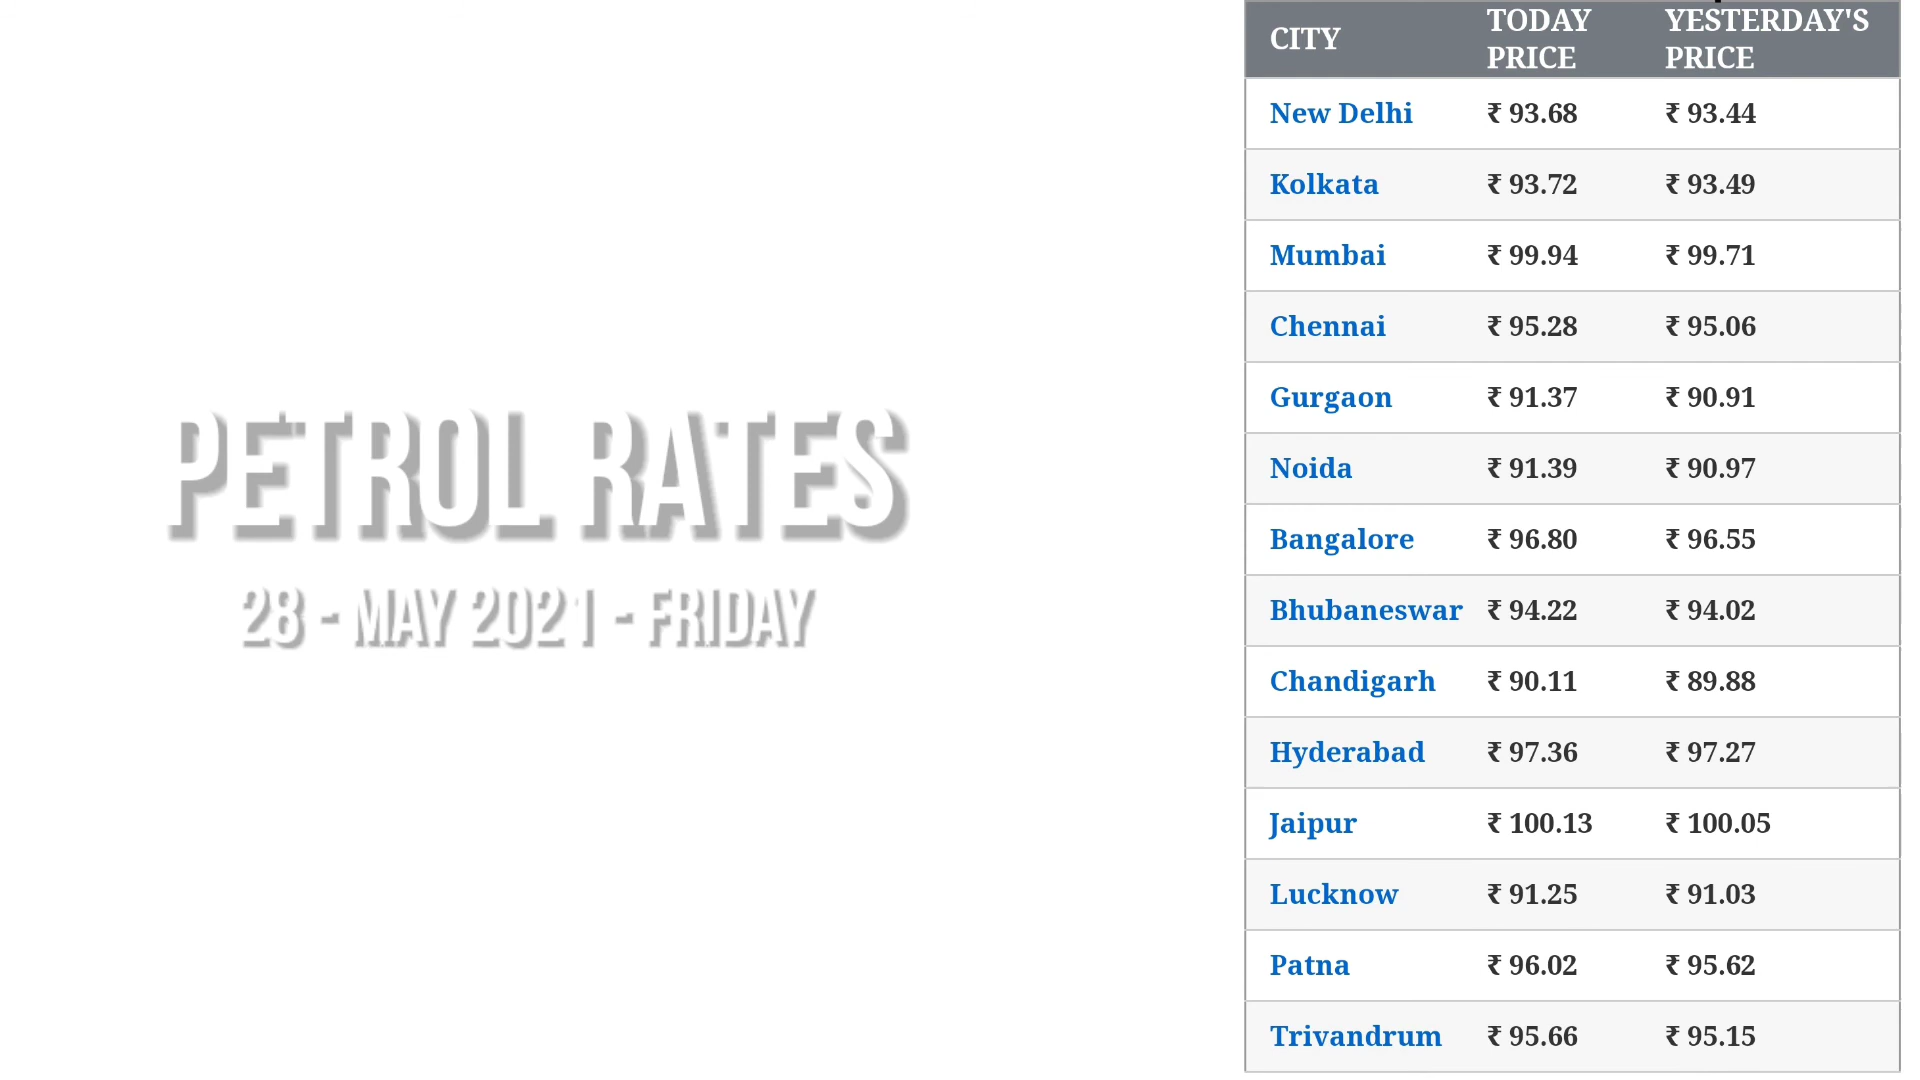 PETROL RATES
28 - MAY 2021 - FRIDAY
CITY TODAY PRICE YESTERDAY'S PRICE
New Delhi ₹ 93.68 ₹ 93.44
Kolkata ₹ 93.72 ₹ 93.49
Mumbai ₹ 99.94 ₹ 99.71
Chennai ₹ 95.28 ₹ 95.06
Gurgaon ₹ 91.37 ₹ 90.91
Noida ₹ 91.39 ₹ 90.97
Bangalore ₹ 96.80 ₹ 96.55
Bhubaneswar ₹ 94.22 ₹ 94.02
Chandigarh ₹ 90.11 ₹ 89.88
Hyderabad ₹ 97.36 ₹ 97.27
Jaipur ₹ 100.13 ₹ 100.05
Lucknow ₹ 91.25 ₹ 91.03
Patna ₹ 96.02 ₹ 95.62
Trivandrum ₹ 95.66 ₹ 95.15